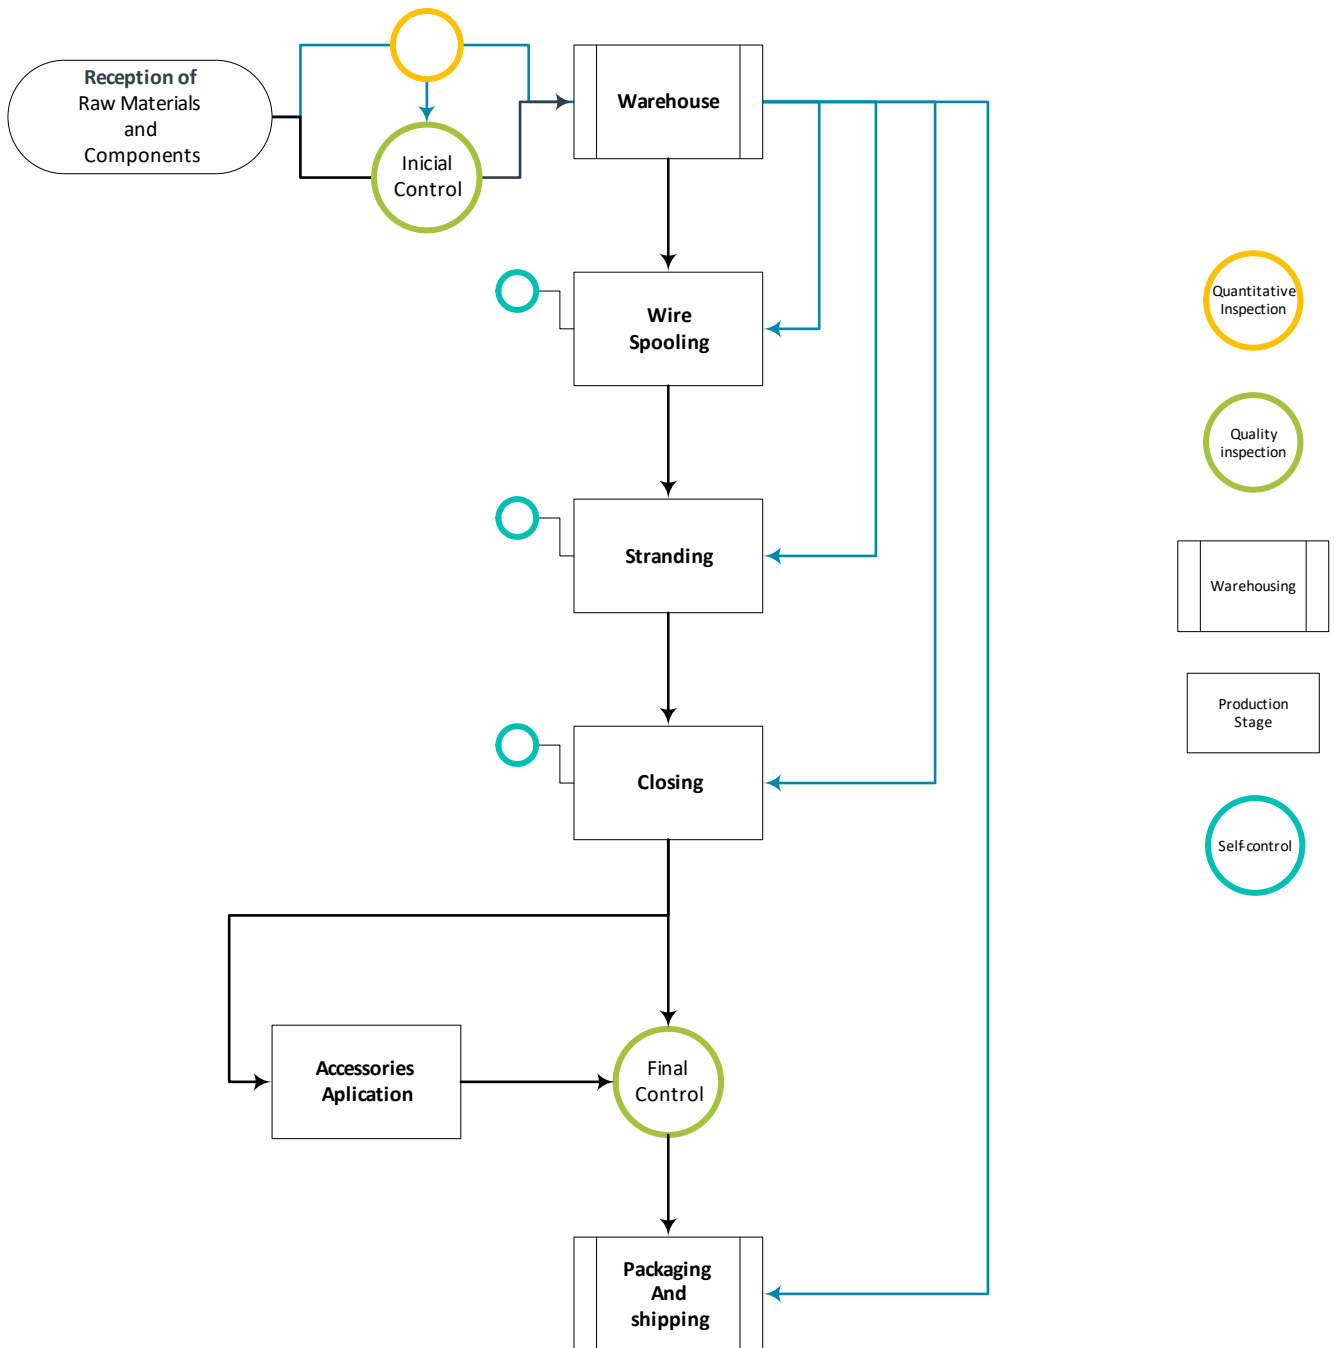 Reception of
Raw Materials
and
Components
Inicial
Control
Warehouse
Wire
Spooling
Stranding
Closing
Accessories
Aplication
Final
Control
Packaging
And
shipping
Quantitative
Inspection
Quality
inspection
Warehousing
Production
Stage
Self-control